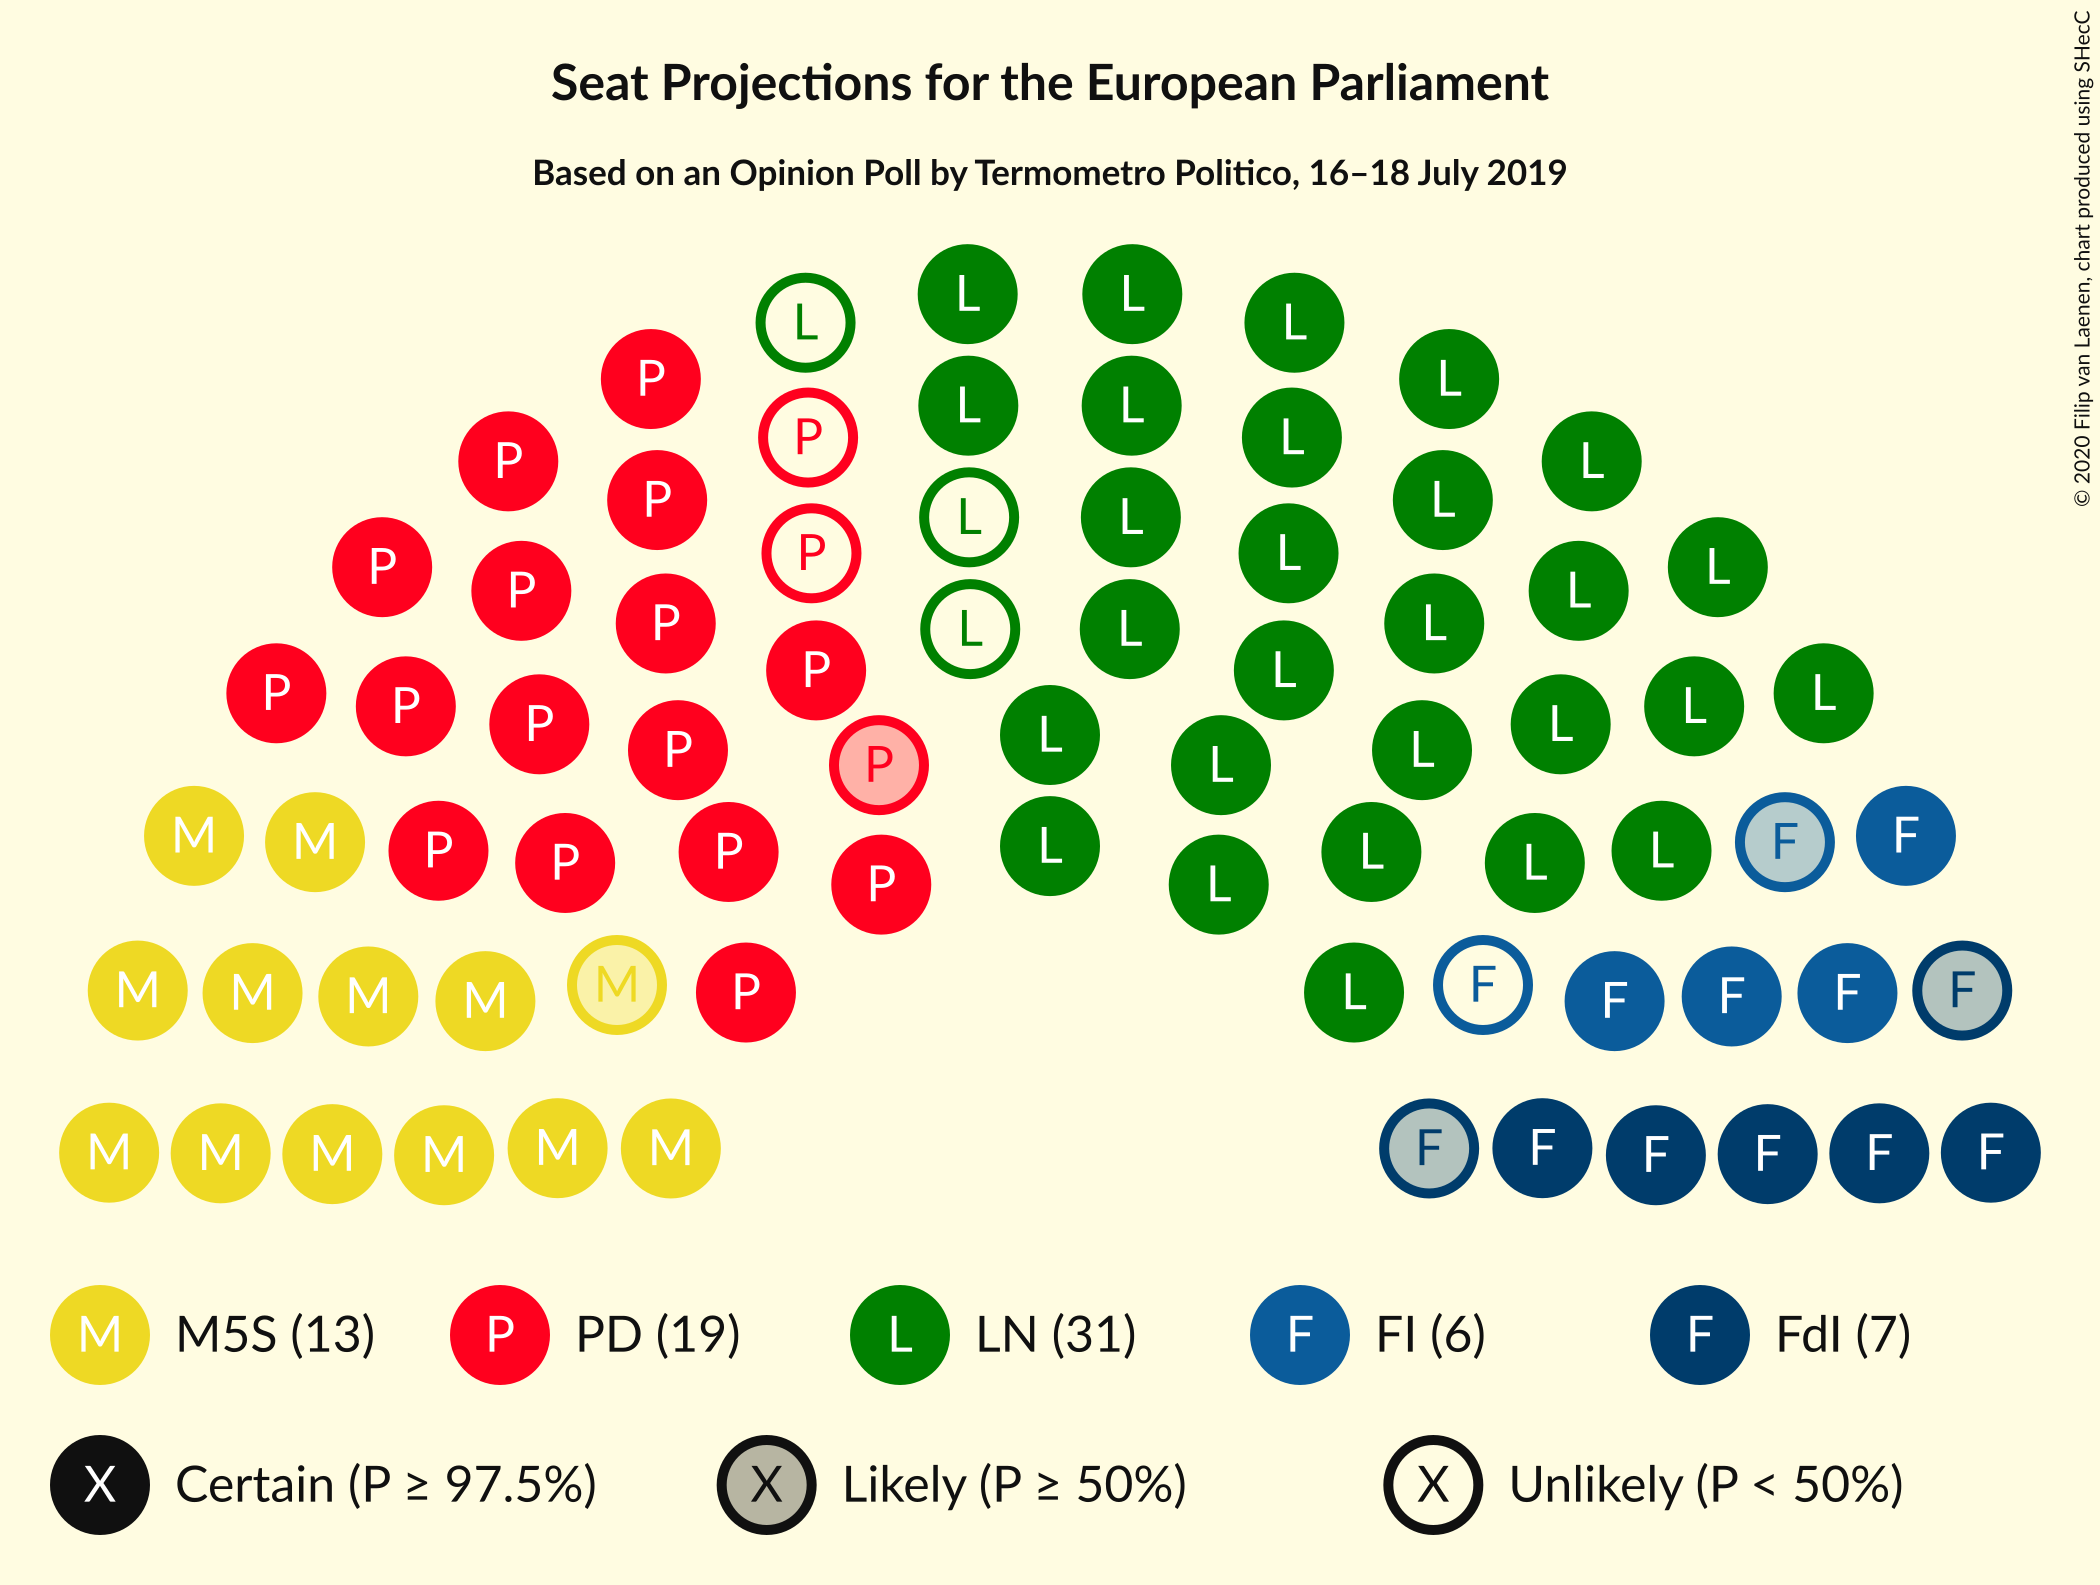 Seat Projections for the European Parliament
Based on an Opinion Poll by Termometro Politico, 16–18 July 2019
© 2020 Filip van Laenen, chart produced using SHecC
L L
L L
P L
L L
P L
P L
P L
P L
L L
P L
P L
P L
P L
L L
P L
P L
P P L L
P P L L
P L
L
P L
P L
M F
M P P L F
P L
L
P P L L
M M M M M P L F F F F F
M M M M M M F F F F F F
M M5S (13) P PD (19) L LN (31) F FI (6) F FdI (7)
X Certain (P ≥ 97.5%) X Likely (P ≥ 50%) X Unlikely (P < 50%)